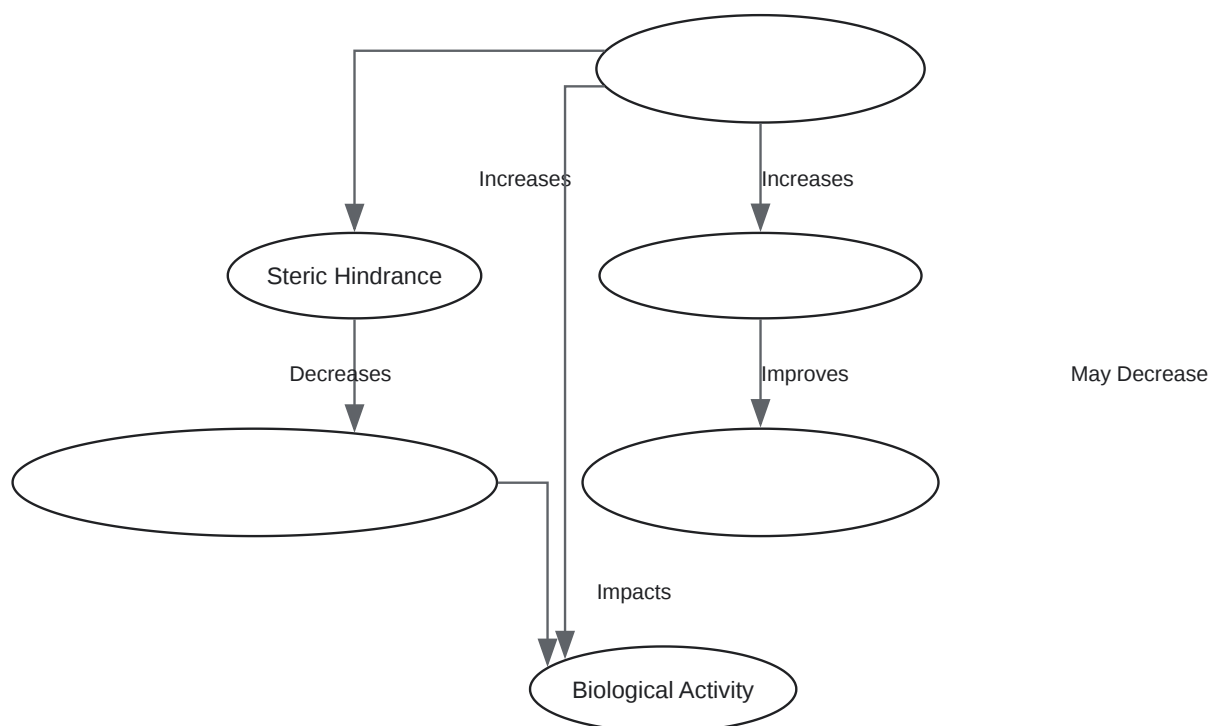 Increases
Increases
Steric Hindrance
Decreases
Improves
May Decrease
Impacts
Biological Activity